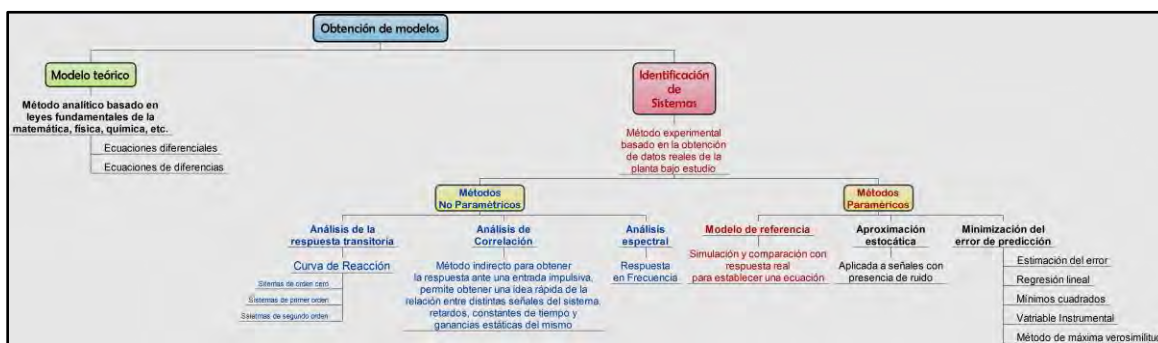 Obtención de modelos
Modelo teórico
Método analítico basado en
leyes fundamentales de la
matemática, física, química, etc.
Ecuaciones diferenciales
Ecuaciones de diferencias
Identificación
de
Sistemas
Método experimental
basado en la obtención
de datos reales de la
planta bajo estudio
Métodos
No Paramétricos
Análisis de la
respuesta transitoria
Curva de Reacción
Sitemas de orden cero
Sistemas de primer orden
Sistemas de segundo orden
Análisis de
Correlación
Método indirecto para obtener
la respuesta ante una entrada impulsiva,
permite obtener una idea rápida de la
relación entre distintas señales del sistema
retardos, constantes de tiempo y
ganancias estáticas del mismo
Análisis
espectral
Respuesta
en Frecuencia
Métodos
Paraméricos
Modelo de referencia
Simulación y comparación con
respuesta real
para establecer una ecuación
Aproximación
estocática
Aplicada a señales con
presencia de ruido
Minimización del
error de predicción
Estimación del error
Regresión lineal
Mínimos cuadrados
Vatriable Instrumental
Método de máxima verosimilitud